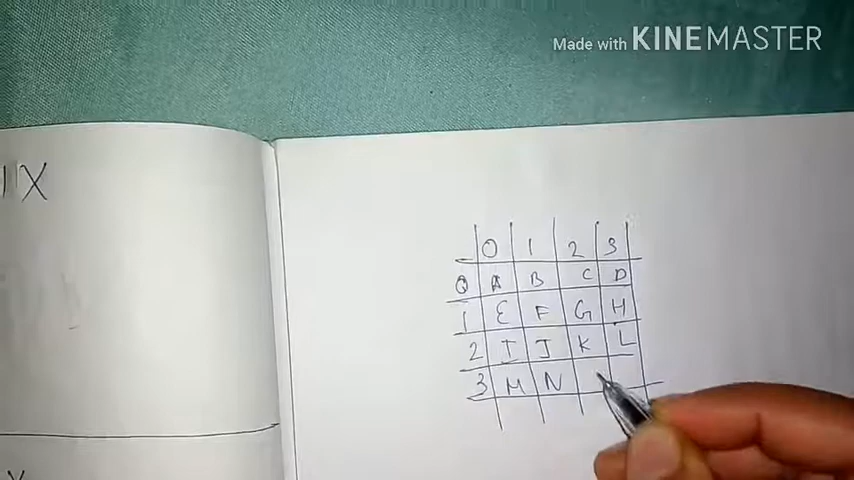 Made with KINEMASTER
IX
0 1 2 3
0 A B C D
1 E F G H
2 I J K L
3 M N